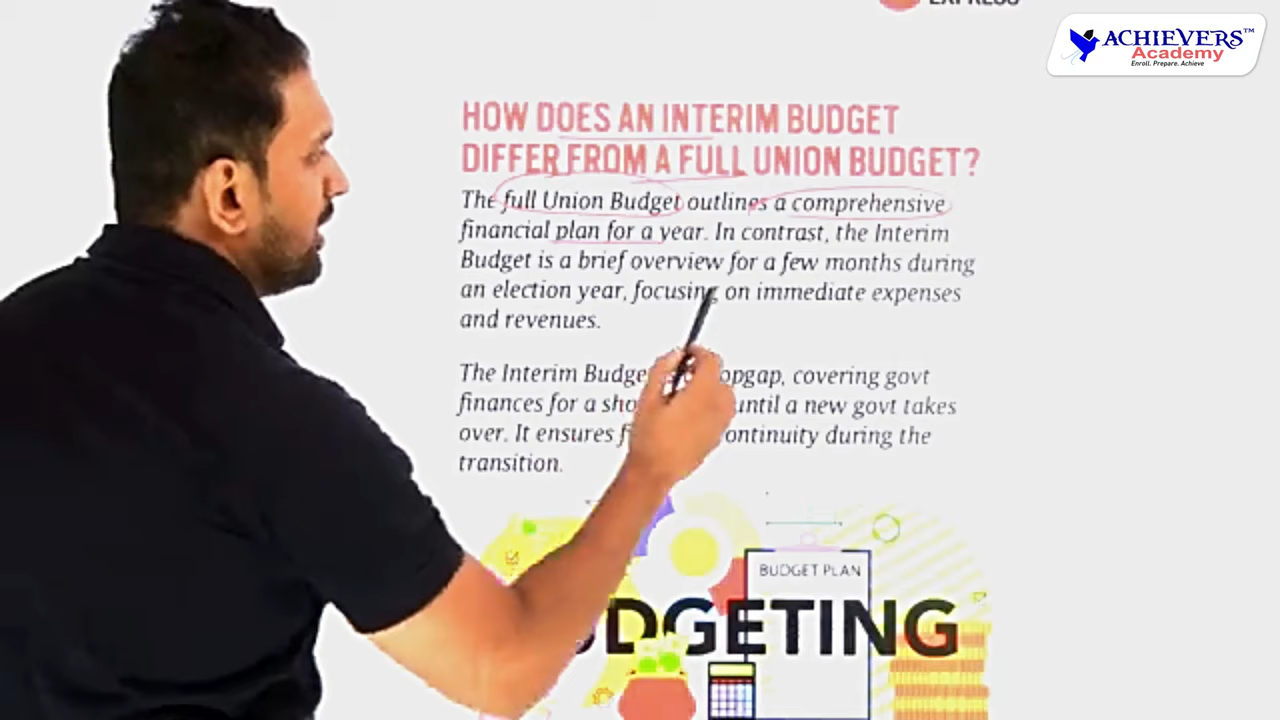 EXPRESS
ACHIEVERS™
Academy
Enroll. Prepare. Achieve
HOW DOES AN INTERIM BUDGET
DIFFER FROM A FULL UNION BUDGET?
The full Union Budget outlines a comprehensive
financial plan for a year. In contrast, the Interim
Budget is a brief overview for a few months during
an election year, focusing on immediate expenses
and revenues.
The Interim Budge opgap, covering govt
finances for a sho until a new govt takes
over. It ensures f ontinuity during the
transition.
BUDGET PLAN
DGETING